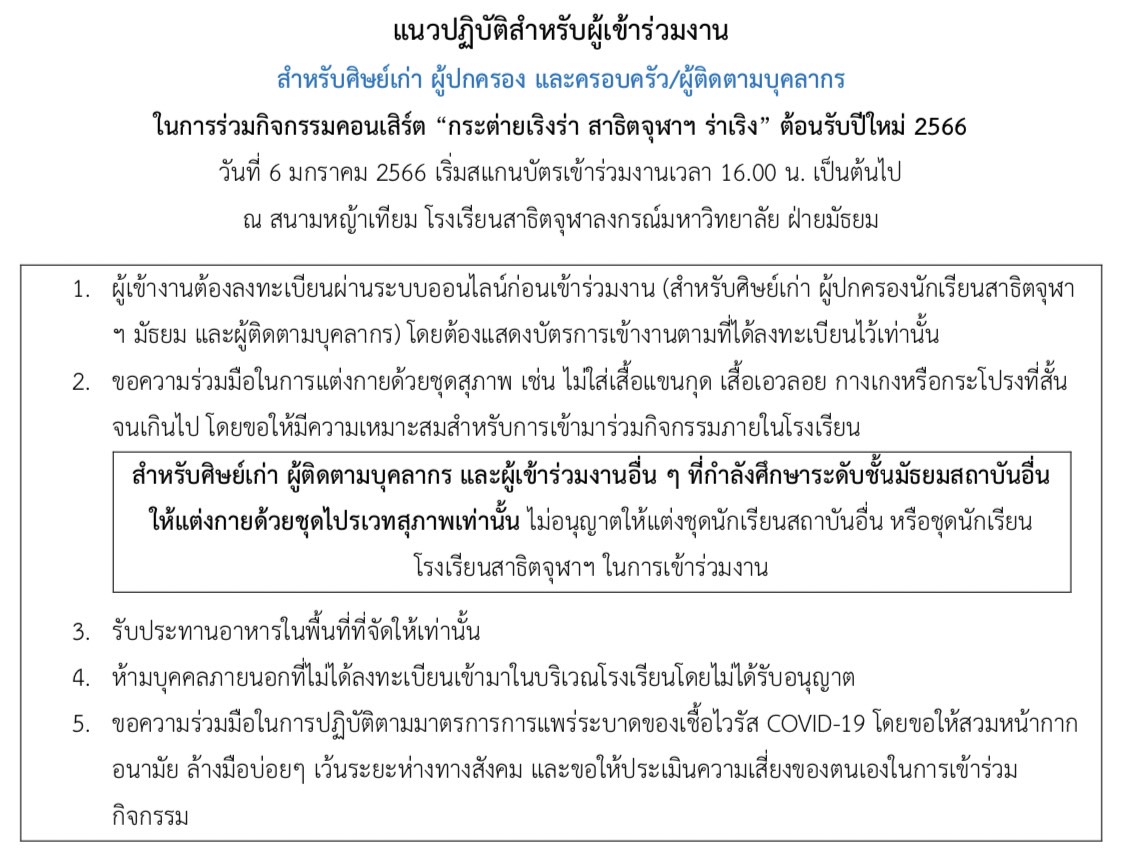 แนวปฏิบัติสำหรับผู้เข้าร่วมงาน
สำหรับศิษย์เก่า ผู้ปกครอง และครอบครัว/ผู้ติดตามบุคลากร
ในการร่วมกิจกรรมคอนเสิร์ต “กระต่ายเริงร่า สาธิตจุฬาฯ ร่าเริง” ต้อนรับปีใหม่ 2566
วันที่ 6 มกราคม 2566 เริ่มสแกนบัตรเข้าร่วมงานเวลา 16.00 น. เป็นต้นไป
ณ สนามหญ้าเทียม โรงเรียนสาธิตจุฬาลงกรณ์มหาวิทยาลัย ฝ่ายมัธยม
1. ผู้เข้างานต้องลงทะเบียนผ่านระบบออนไลน์ก่อนเข้าร่วมงาน (สำหรับศิษย์เก่า ผู้ปกครองนักเรียนสาธิตจุฬา
ฯ มัธยม และผู้ติดตามบุคลากร) โดยต้องแสดงบัตรการเข้างานตามที่ได้ลงทะเบียนไว้เท่านั้น
2. ขอความร่วมมือในการแต่งกายด้วยชุดสุภาพ เช่น ไม่ใส่เสื้อแขนกุด เสื้อเอวลอย กางเกงหรือกระโปรงที่สั้น
จนเกินไป โดยขอให้มีความเหมาะสมสำหรับการเข้ามาร่วมกิจกรรมภายในโรงเรียน
สำหรับศิษย์เก่า ผู้ติดตามบุคลากร และผู้เข้าร่วมงานอื่น ๆ ที่กำลังศึกษาระดับชั้นมัธยมสถาบันอื่น
ให้แต่งกายด้วยชุดไปรเวทสุภาพเท่านั้น ไม่อนุญาตให้แต่งชุดนักเรียนสถาบันอื่น หรือชุดนักเรียน
โรงเรียนสาธิตจุฬาฯ ในการเข้าร่วมงาน
3. รับประทานอาหารในพื้นที่ที่จัดให้เท่านั้น
4. ห้ามบุคคลภายนอกที่ไม่ได้ลงทะเบียนเข้ามาในบริเวณโรงเรียนโดยไม่ได้รับอนุญาต
5. ขอความร่วมมือในการปฏิบัติตามมาตรการการแพร่ระบาดของเชื้อไวรัส COVID-19 โดยขอให้สวมหน้ากาก
อนามัย ล้างมือบ่อยๆ เว้นระยะห่างทางสังคม และขอให้ประเมินความเสี่ยงของตนเองในการเข้าร่วม
กิจกรรม